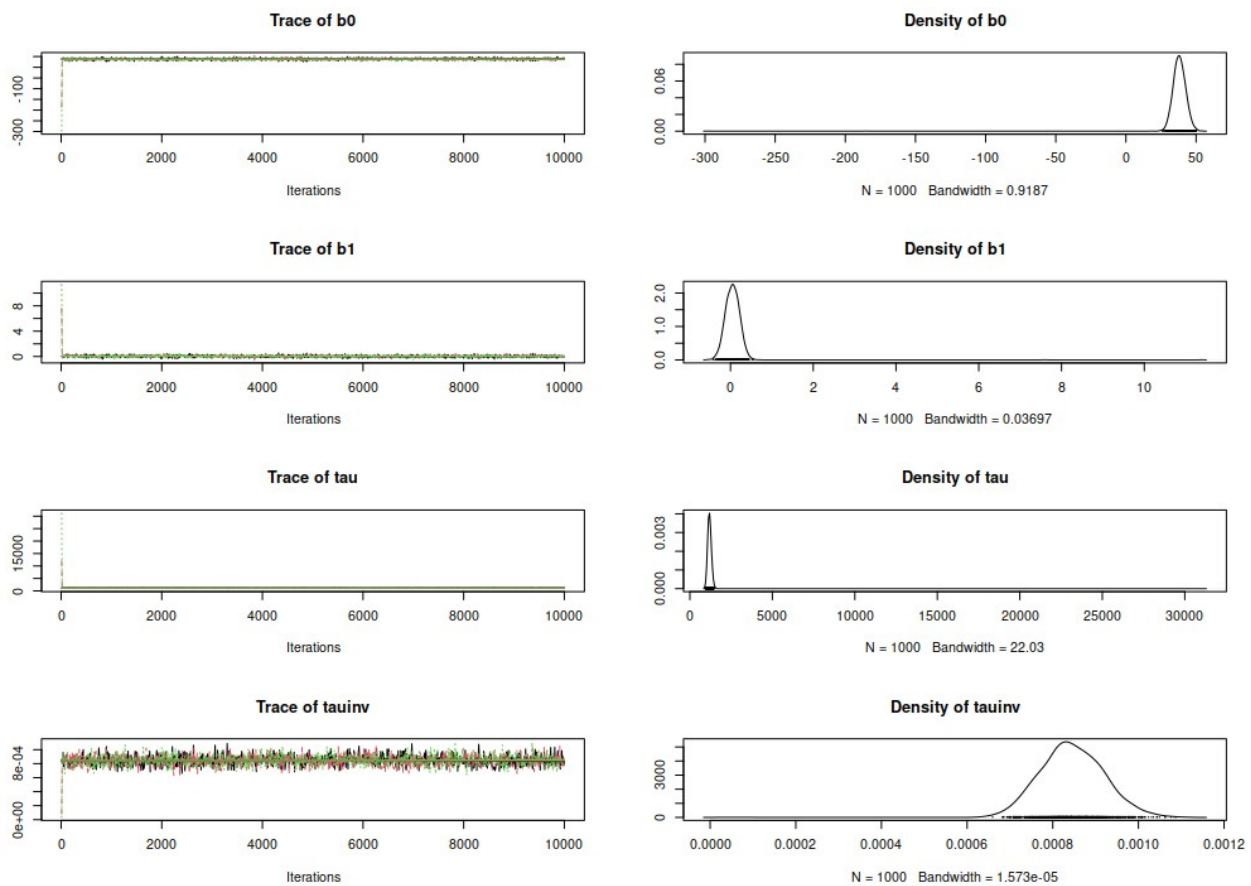 Trace of b0
Density of b0
-300 -100
0 2000 4000 6000 8000 10000
Iterations
0.00 0.06
-300 -250 -200 -150 -100 -50 0 50
N = 1000 Bandwidth = 0.9187
Trace of b1
Density of b1
0 4 8
0 2000 4000 6000 8000 10000
Iterations
0.0 1.0 2.0
0 2 4 6 8 10
N = 1000 Bandwidth = 0.03697
Trace of tau
Density of tau
0 15000
0 2000 4000 6000 8000 10000
Iterations
0.000 0.003
0 5000 10000 15000 20000 25000 30000
N = 1000 Bandwidth = 22.03
Trace of tauinv
Density of tauinv
0e+00 8e-04
0 2000 4000 6000 8000 10000
Iterations
0 3000
0.0000 0.0002 0.0004 0.0006 0.0008 0.0010 0.0012
N = 1000 Bandwidth = 1.573e-05